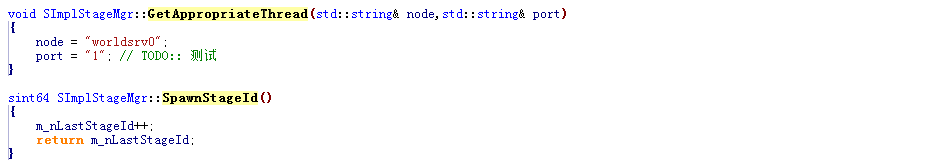 void SImplStageMgr::GetAppropriateThread(std::string& node,std::string& port)
{
    node = "worldsrv0";
    port = "1"; // TODO:: 测试
}
sint64 SImplStageMgr::SpawnStageId()
{
    m_nLastStageId++;
    return m_nLastStageId;
}